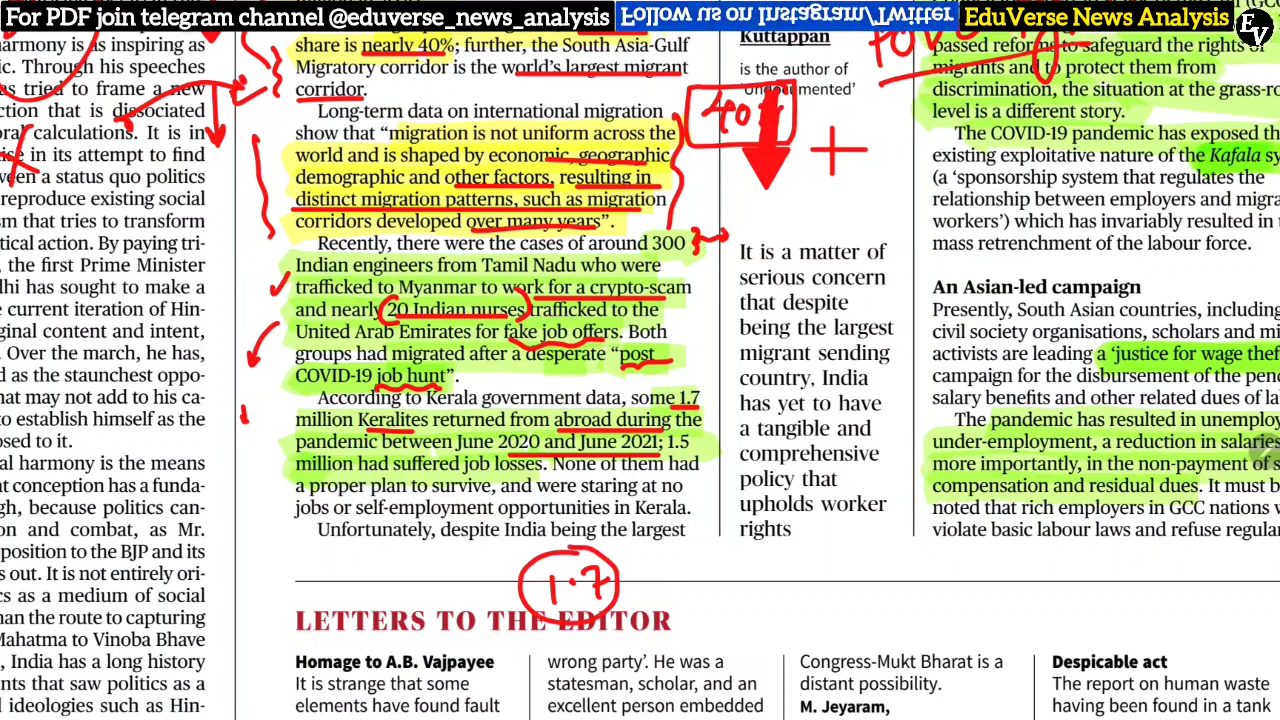 For PDF join telegram channel @eduverse_news_analysis
Follow us on Instagram/Twitter
EduVerse News Analysis
EV
harmony is as inspiring as
ic. Through his speeches
as tried to frame a new
ction that is dissociated
oral calculations. It is in
ise in its attempt to find
ween a status quo politics
reproduce existing social
sm that tries to transform
tical action. By paying tri-
, the first Prime Minister
lhi has sought to make a
e current iteration of Hin-
ginal content and intent,
. Over the march, he has,
d as the staunchest oppo-
hat may not add to his ca-
to establish himself as the
osed to it.
al harmony is the means
t conception has a funda-
gh, because politics can-
on and combat, as Mr.
position to the BJP and its
s out. It is not entirely ori-
cs as a medium of social
han the route to capturing
Mahatma to Vinoba Bhave
, India has a long history
nts that saw politics as a
d ideologies such as Hin-
share is nearly 40%; further, the South Asia-Gulf
Migratory corridor is the world's largest migrant
corridor.
Long-term data on international migration
show that "migration is not uniform across the
world and is shaped by economic, geographic
demographic and other factors, resulting in
distinct migration patterns, such as migration
corridors developed over many years".
Recently, there were the cases of around 300
Indian engineers from Tamil Nadu who were
trafficked to Myanmar to work for a crypto-scam
and nearly 20 Indian nurses trafficked to the
United Arab Emirates for fake job offers. Both
groups had migrated after a desperate "post
COVID-19 job hunt".
According to Kerala government data, some 1.7
million Keralites returned from abroad during the
pandemic between June 2020 and June 2021; 1.5
million had suffered job losses. None of them had
a proper plan to survive, and were staring at no
jobs or self-employment opportunities in Kerala.
Unfortunately, despite India being the largest
Kuttappan
is the author of
'Undocumented'
40%
+
It is a matter of
serious concern
that despite
being the largest
migrant sending
country, India
has yet to have
a tangible and
comprehensive
policy that
upholds worker
rights
passed reforms to safeguard the rights of
migrants and to protect them from
discrimination, the situation at the grass-ro
level is a different story.
The COVID-19 pandemic has exposed th
existing exploitative nature of the Kafala sy
(a 'sponsorship system that regulates the
relationship between employers and migra
workers') which has invariably resulted in t
mass retrenchment of the labour force.
An Asian-led campaign
Presently, South Asian countries, including
civil society organisations, scholars and mi
activists are leading a 'justice for wage thef
campaign for the disbursement of the pend
salary benefits and other related dues of la
The pandemic has resulted in unemploy
under-employment, a reduction in salaries
more importantly, in the non-payment of s
compensation and residual dues. It must b
noted that rich employers in GCC nations w
violate basic labour laws and refuse regular
1.7
LETTERS TO THE EDITOR
Homage to A.B. Vajpayee
It is strange that some
elements have found fault
wrong party'. He was a
statesman, scholar, and an
excellent person embedded
Congress-Mukt Bharat is a
distant possibility.
M. Jeyaram,
Despicable act
The report on human waste
having been found in a tank